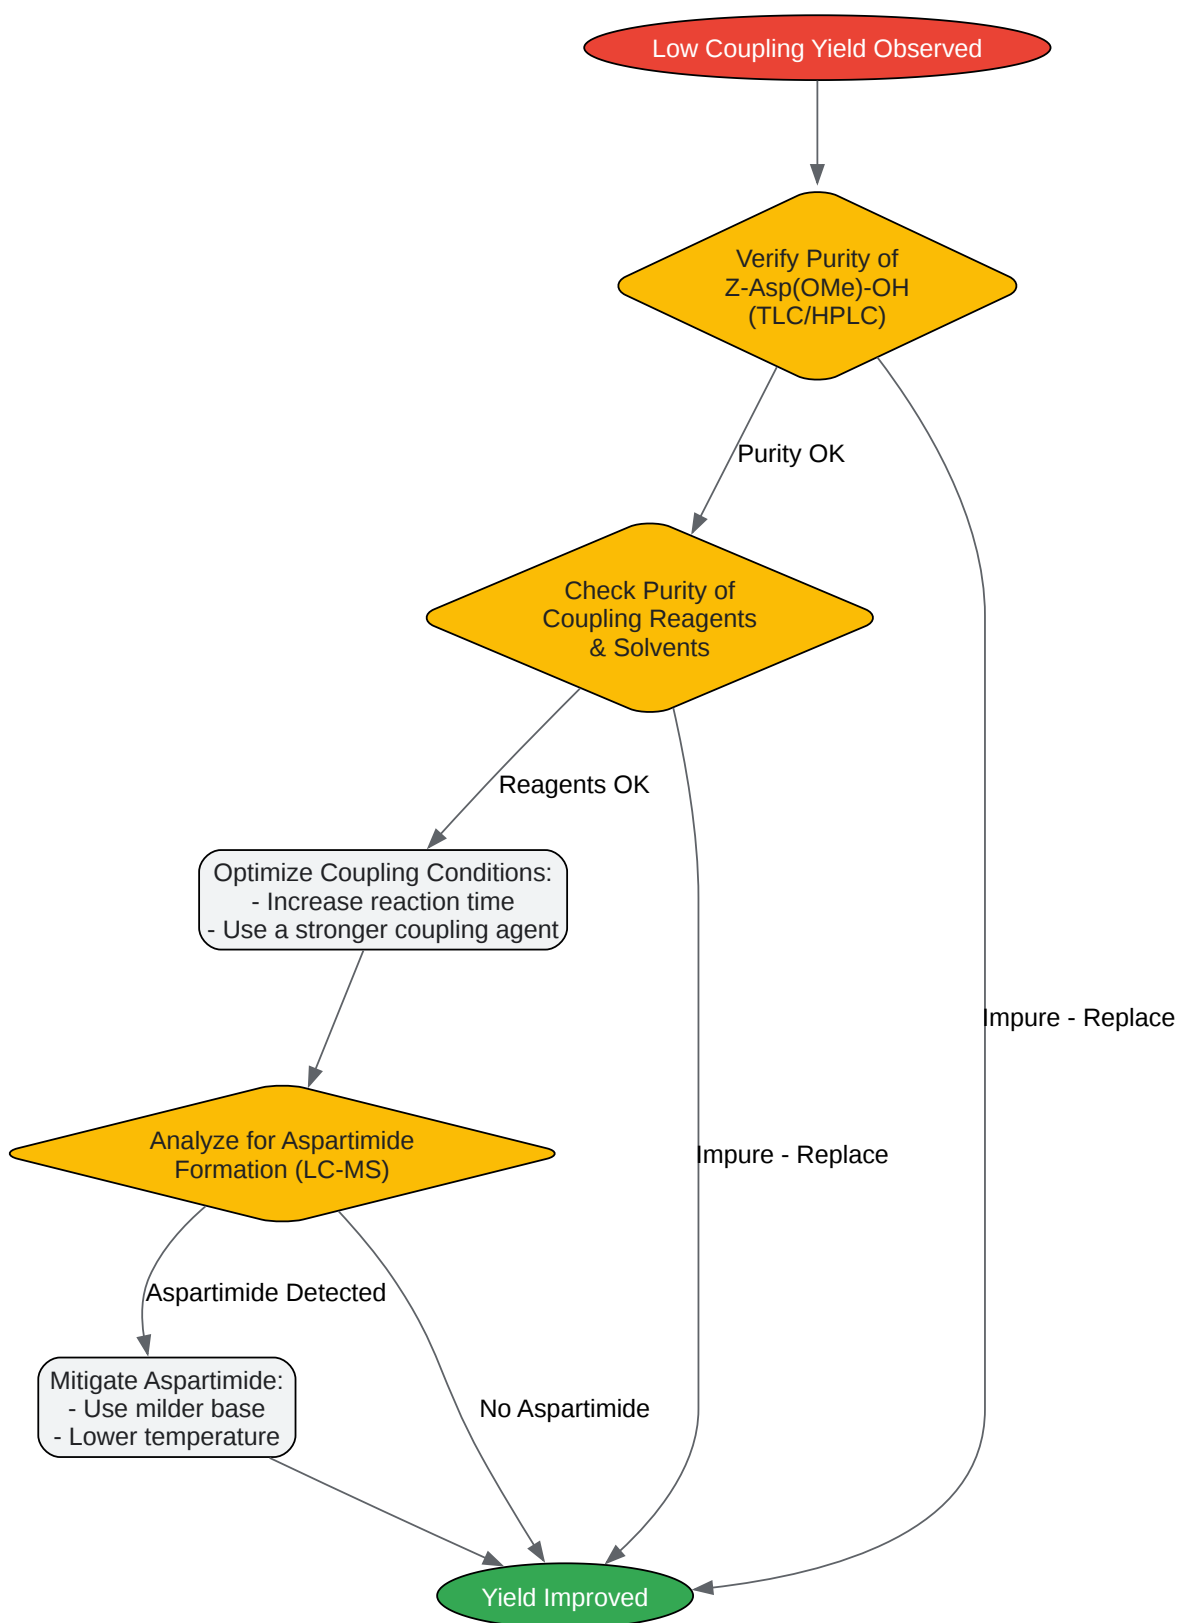 Low Coupling Yield Observed
Verify Purity of
Z-Asp(OMe)-OH
(TLC/HPLC)
Purity OK
Check Purity of
Coupling Reagents
& Solvents
Reagents OK
Optimize Coupling Conditions:
- Increase reaction time
- Use a stronger coupling agent
Impure - Replace
Analyze for Aspartimide
Formation (LC-MS)
Impure - Replace
Aspartimide Detected
Mitigate Aspartimide:
- Use milder base
- Lower temperature
No Aspartimide
Yield Improved